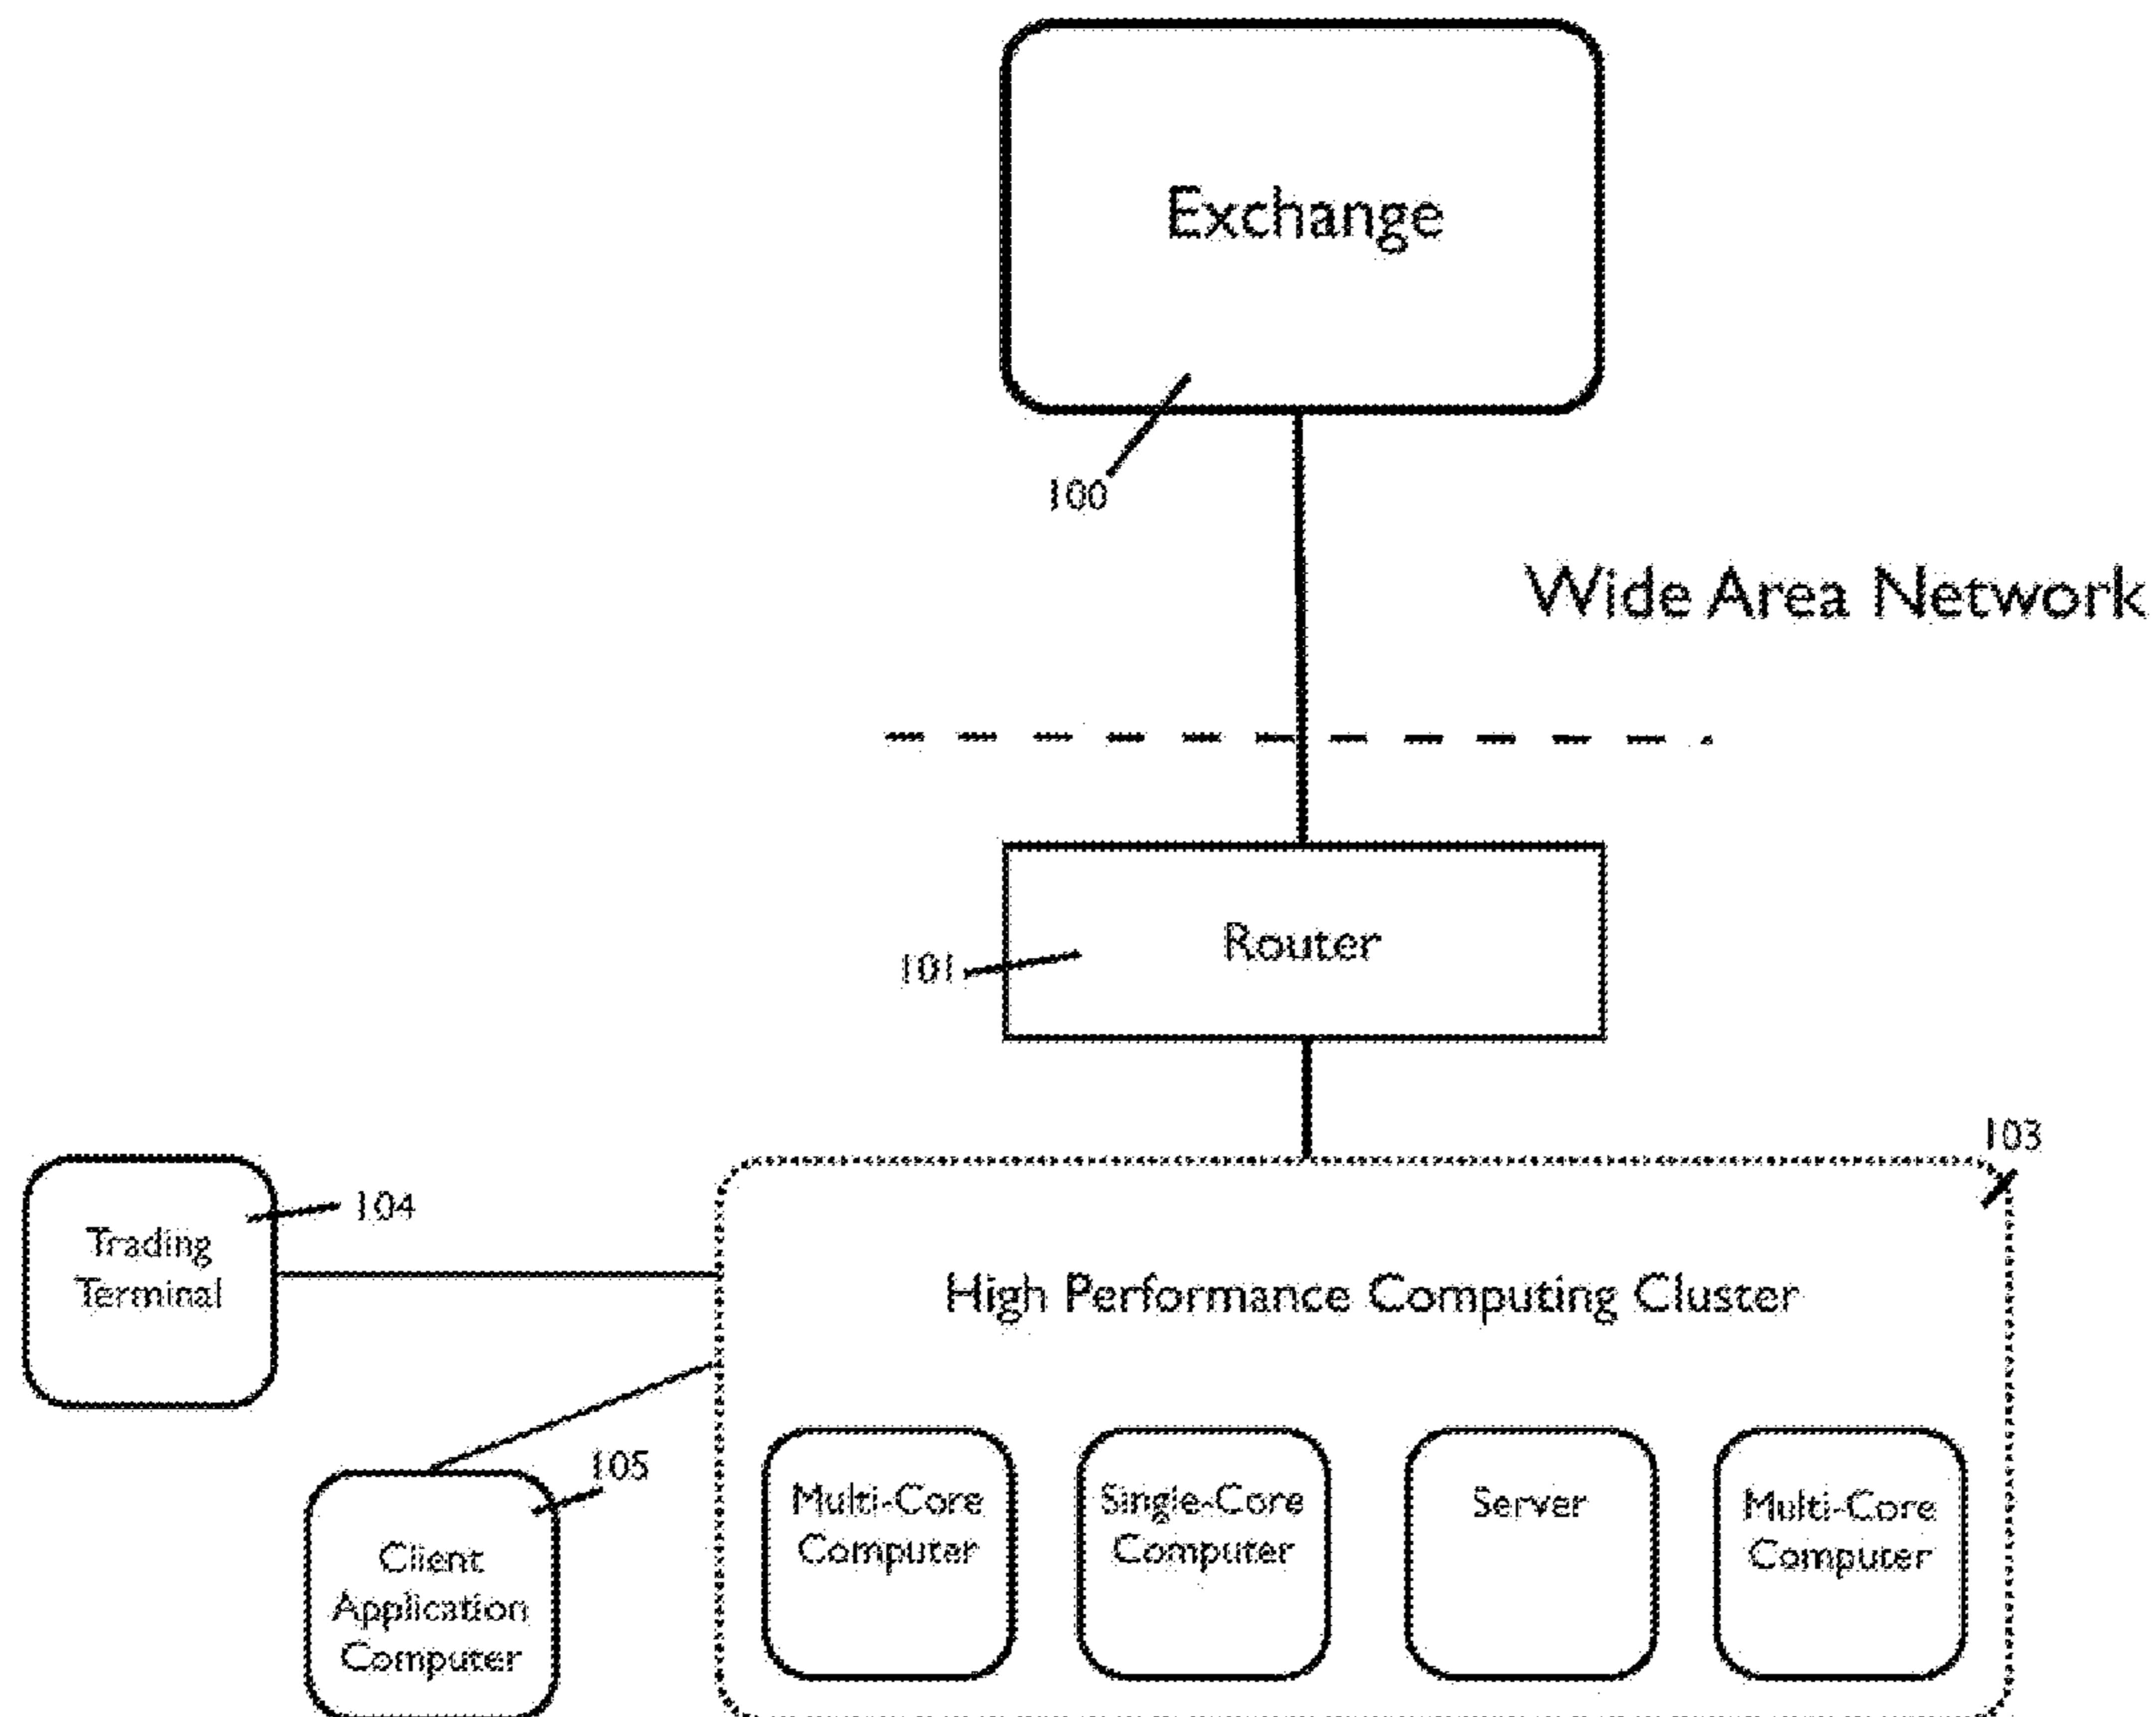 Exchange
100
Wide Area Network
Router
101
103
104
Trading
Terminal
High Performance Computing Cluster
105
Client
Application
Computer
Multi-Core
Computer
Single-Core
Computer
Server
Multi-Core
Computer